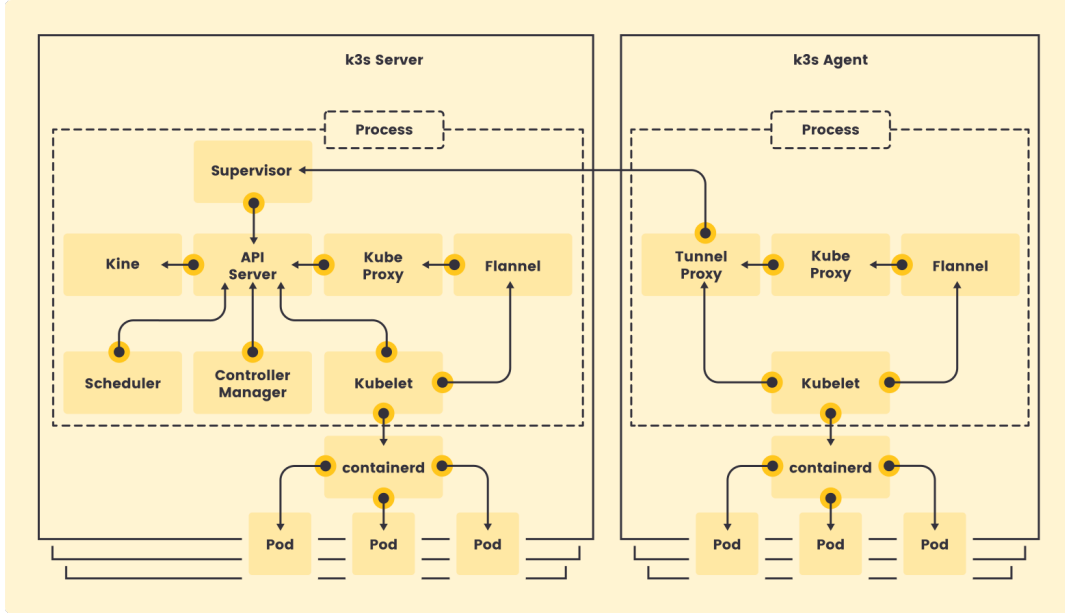 k3s Server
k3s Agent
Process
Process
Supervisor
Kine
API
Server
Kube
Proxy
Flannel
Tunnel
Proxy
Kube
Proxy
Flannel
Scheduler
Controller
Manager
Kubelet
Kubelet
containerd
containerd
Pod
Pod
Pod
Pod
Pod
Pod